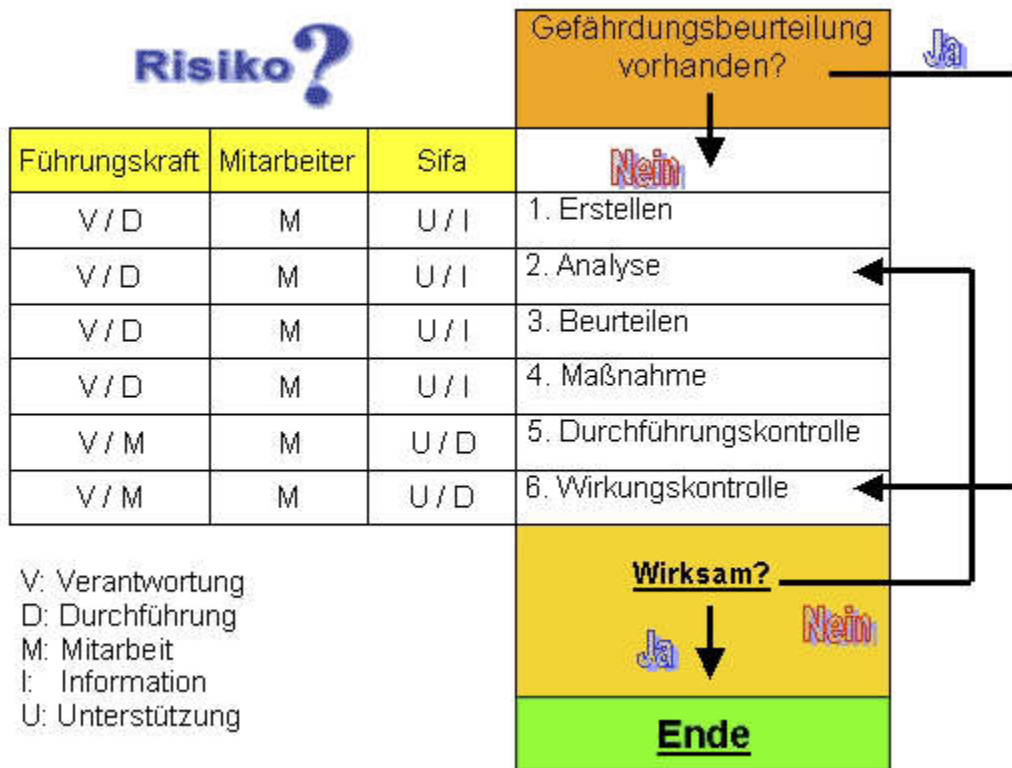 Risiko?
Gefährdungsbeurteilung
vorhanden?
Ja
Führungskraft Mitarbeiter Sifa Nein
V / D M U / I 1. Erstellen
V / D M U / I 2. Analyse
V / D M U / I 3. Beurteilen
V / D M U / I 4. Maßnahme
V / M M U / D 5. Durchführungskontrolle
V / M M U / D 6. Wirkungskontrolle
Wirksam?
Ja
Nein
Ende
V: Verantwortung
D: Durchführung
M: Mitarbeit
I: Information
U: Unterstützung